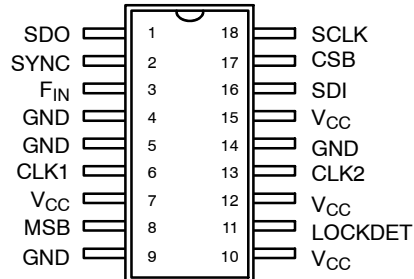 SDO 1 18 SCLK
SYNC 2 17 CSB
FIN 3 16 SDI
GND 4 15 VCC
GND 5 14 GND
CLK1 6 13 CLK2
VCC 7 12 VCC
MSB 8 11 LOCKDET
GND 9 10 VCC